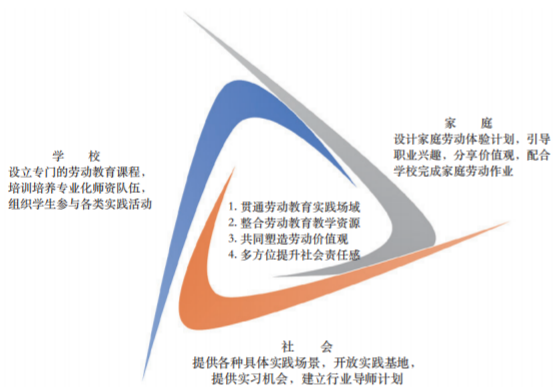 学 校
设立专门的劳动教育课程,
培训培养专业化师资队伍,
组织学生参与各类实践活动
家 庭
设计家庭劳动体验计划, 引导
职业兴趣, 分享价值观, 配合
学校完成家庭劳动作业
1. 贯通劳动教育实践场域
2. 整合劳动教育教学资源
3. 共同塑造劳动价值观
4. 多方位提升社会责任感
社 会
提供各种具体实践场景, 开放实践基地,
提供实习机会, 建立行业导师计划